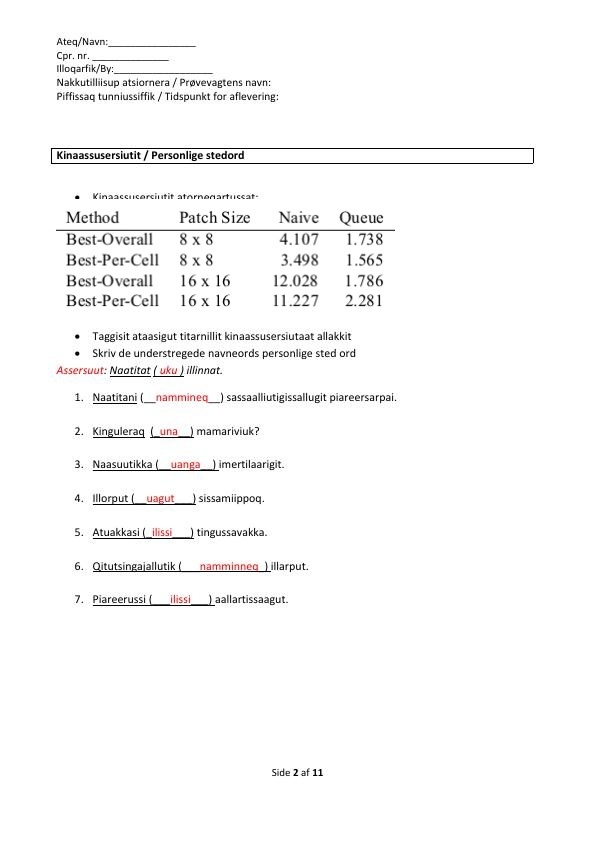 Ateq/Navn:________________
Cpr. nr. ______________
Illoqarfik/By:__________________
Nakkutilliisup atsiornera / Prøvevagtens navn:
Piffissaq tunniussiffik / Tidspunkt for aflevering:
Kinaassusersiutit / Personlige stedord
• Kinaassusersiutit atorneqartussat:
Method Patch Size Naive Queue
Best-Overall 8 x 8 4.107 1.738
Best-Per-Cell 8 x 8 3.498 1.565
Best-Overall 16 x 16 12.028 1.786
Best-Per-Cell 16 x 16 11.227 2.281
• Taggisit ataasigut titarnillit kinaassusersiutaat allakkit
• Skriv de understregede navneords personlige sted ord
Assersuut: Naatitat ( uku ) illinnat.
1. Naatitani (__nammineq__) sassaalliutigissallugit piareersarpai.
2. Kinguleraq (_una__) mamariviuk?
3. Naasuutikka (__uanga__) imertilaarigit.
4. Illorput (__uagut___) sissamiippoq.
5. Atuakkasi (_ilissi___) tingussavakka.
6. Qitutsingajallutik (___namminneq_) illarput.
7. Piareerussi (___ilissi___) aallartissaagut.
Side 2 af 11